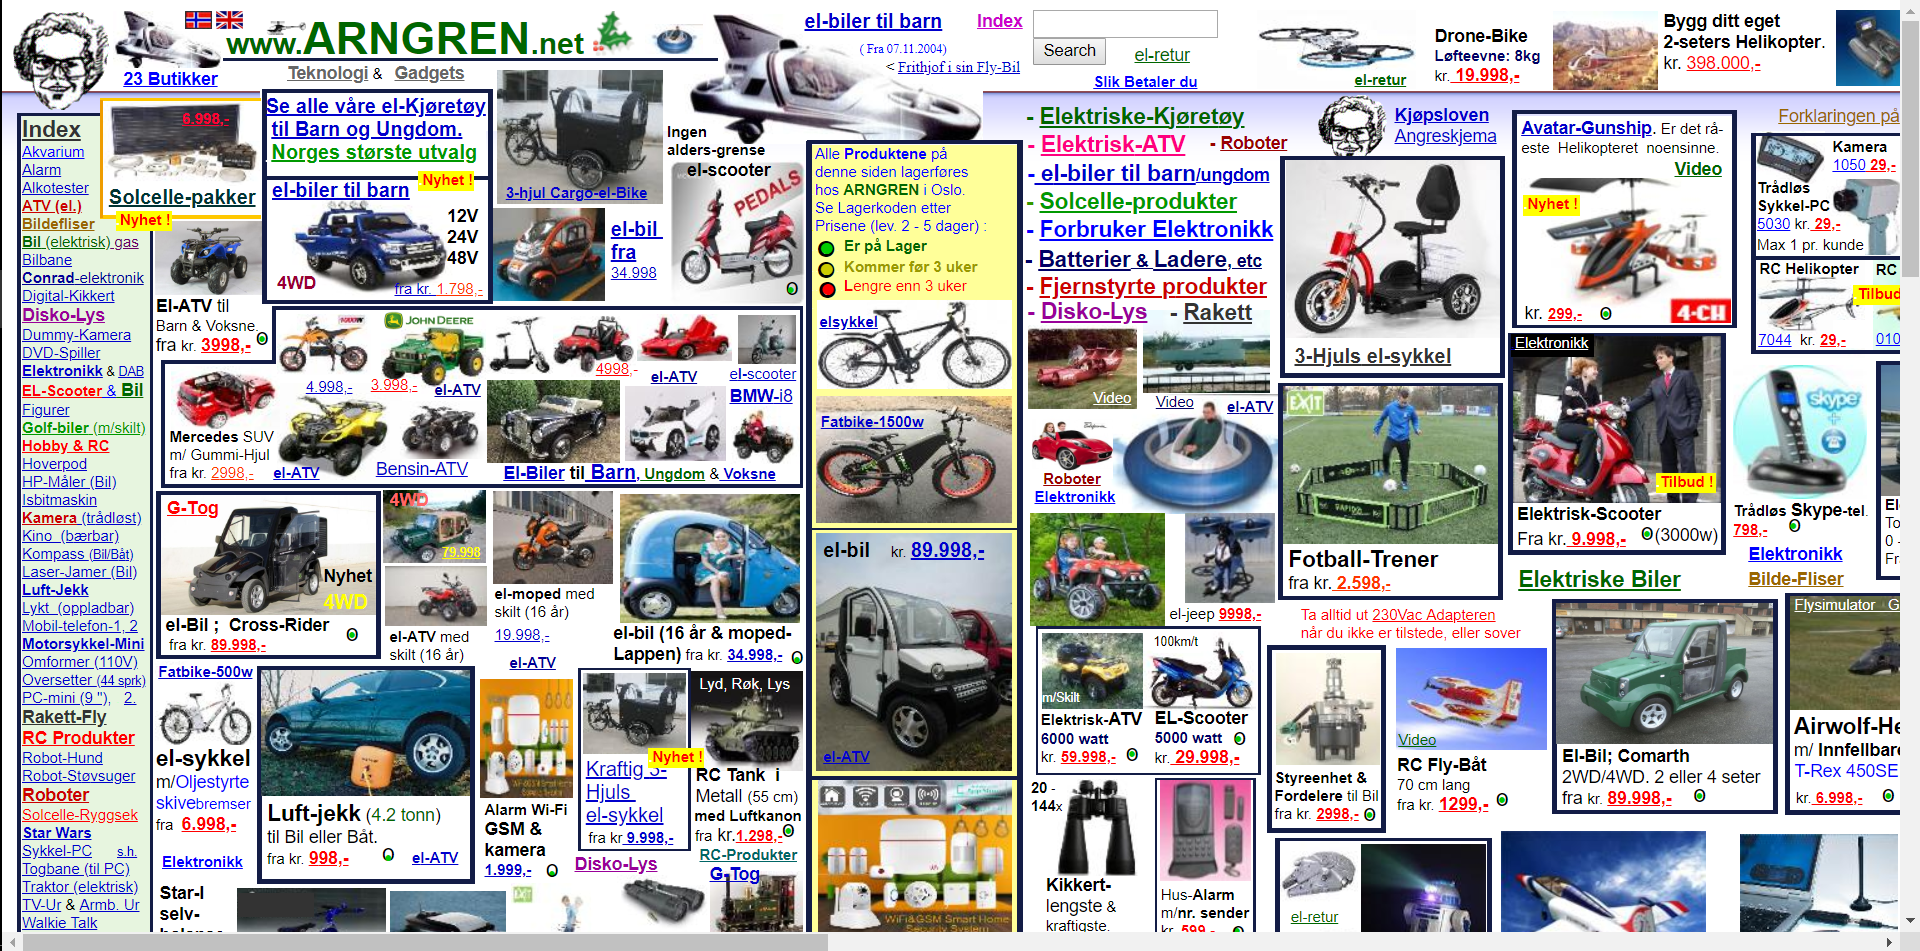 www.ARNGREN.net
23 Butikker
Teknologi & Gadgets
el-biler til barn
Index
( Fra 07.11.2004)
< Frithjof i sin Fly-Bil
Search
el-retur
Slik Betaler du
el-retur
Drone-Bike
Løfteevne: 8kg
kr. 19.998,-
Bygg ditt eget
2-seters Helikopter.
kr. 398.000,-
Index
Akvarium
Alarm
Alkotester
ATV (el.)
Bildefliser
Bil (elektrisk) gas
Bilbane
Conrad-elektronik
Digital-Kikkert
Disko-Lys
Dummy-Kamera
DVD-Spiller
Elektronikk & DAB
EL-Scooter & Bil
Figurer
Golf-biler (m/skilt)
Hobby & RC
Hoverpod
HP-Måler (Bil)
Isbitmaskin
Kamera (trådløst)
Kino (bærbar)
Kompass (Bil/Båt)
Laser-Jamer (Bil)
Luft-Jekk
Lykt (oppladbar)
Mobil-telefon-1, 2
Motorsykkel-Mini
Omformer (110V)
Oversetter (44 sprk)
PC-mini (9 "), 2.
Rakett-Fly
RC Produkter
Robot-Hund
Robot-Støvsuger
Roboter
Solcelle-Ryggsek
Star Wars
Sykkel-PC s.h.
Togbane (til PC)
Traktor (elektrisk)
TV-Ur & Armb. Ur
Walkie Talk
6.998,-
Solcelle-pakker
Nyhet !
Se alle våre el-Kjøretøy
til Barn og Ungdom.
Norges største utvalg
el-biler til barn
Nyhet !
12V
24V
48V
4WD
fra kr. 1.798,-
3-hjul Cargo-el-Bike
el-bil
fra
34.998
Ingen
alders-grense
el-scooter
PEDALS
El-ATV til
Barn & Voksne.
fra kr. 3998,-
1000W
JOHN DEERE
4.998,-
3.998,-
el-ATV
4998,-
el-ATV
el-scooter
BMW-i8
Mercedes SUV
m/ Gummi-Hjul
fra kr. 2998,-
el-ATV
Bensin-ATV
El-Biler til Barn, Ungdom & Voksne
G-Tog
Nyhet
4WD
el-Bil ; Cross-Rider
fra kr. 89.998,-
4WD
79.998
el-ATV med
skilt (16 år)
el-moped med
skilt (16 år)
19.998,-
el-ATV
el-bil (16 år & moped-
Lappen) fra kr. 34.998,-
Fatbike-500w
el-sykkel
m/Oljestyrte
skivebremser
fra 6.998,-
Elektronikk
Luft-jekk (4.2 tonn)
til Bil eller Båt.
fra kr. 998,-
el-ATV
Alarm Wi-Fi
GSM &
kamera
1.999,-
Nyhet !
Kraftig 3-
Hjuls
el-sykkel
fra kr 9.998,-
Disko-Lys
Lyd, Røk, Lys
RC Tank i
Metall (55 cm)
med Luftkanon
fra kr.1.298,-
RC-Produkter
G-Tog
Star-I
selv-
EXIT
Alle Produktene på
denne siden lagerføres
hos ARNGREN i Oslo.
Se Lagerkoden etter
Prisene (lev. 2 - 5 dager) :
Er på Lager
Kommer før 3 uker
Lengre enn 3 uker
elsykkel
Fatbike-1500w
el-bil kr. 89.998,-
el-ATV
WiFi&GSM Smart Home
Security System
- Elektriske-Kjøretøy
- Elektrisk-ATV - Roboter
- el-biler til barn/ungdom
- Solcelle-produkter
- Forbruker Elektronikk
- Batterier & Ladere, etc
- Fjernstyrte produkter
- Disko-Lys - Rakett
Video
Video
el-ATV
Roboter
Elektronikk
el-jeep 9998,-
m/Skilt
Elektrisk-ATV
6000 watt
kr. 59.998,-
100km/t
EL-Scooter
5000 watt
kr. 29.998,-
20 -
144x
Kikkert-
lengste &
kraftigste.
Hus-Alarm
m/nr. sender
kr. 599,-
Kjøpsloven
Angreskjema
3-Hjuls el-sykkel
EXIT
Fotball-Trener
fra kr. 2.598,-
Ta alltid ut 230Vac Adapteren
når du ikke er tilstede, eller sover
Styreenhet &
Fordelere til Bil
fra kr. 2998,-
Video
RC Fly-Båt
70 cm lang
fra kr. 1299,-
el-retur
Avatar-Gunship. Er det rå-
este Helikopteret noensinne.
Video
Nyhet !
kr. 299,-
4-CH
Elektronikk
Tilbud !
Elektrisk-Scooter
Fra kr. 9.998,- (3000w)
Elektriske Biler
El-Bil; Comarth
2WD/4WD. 2 eller 4 seter
fra kr. 89.998,-
Forklaringen på
Kamera
1050 29,-
Trådløs
Sykkel-PC
5030 kr. 29,-
Max 1 pr. kunde
RC Helikopter
RC
Tilbud
7044 kr. 29,-
010
skype
Trådløs Skype-tel.
798,-
Elektronikk
Bilde-Fliser
El
To
0 -
Fr
Flysimulator G
Airwolf-He
m/ Innfellbare
T-Rex 450SE
kr. 6.998,-